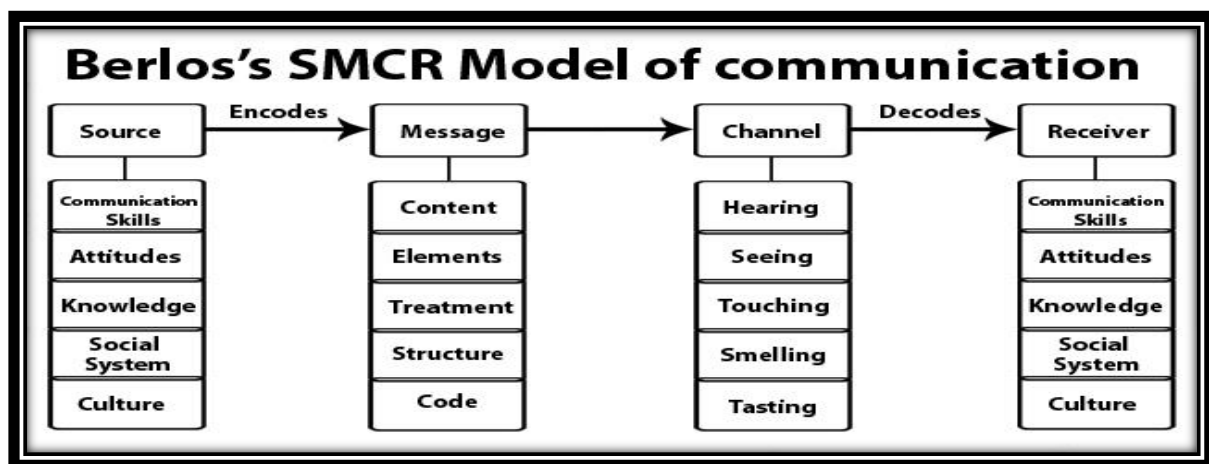 Berlos's SMCR Model of communication
Source
Encodes
Message
Channel
Decodes
Receiver
Communication
Skills
Attitudes
Knowledge
Social
System
Culture
Content
Elements
Treatment
Structure
Code
Hearing
Seeing
Touching
Smelling
Tasting
Communication
Skills
Attitudes
Knowledge
Social
System
Culture